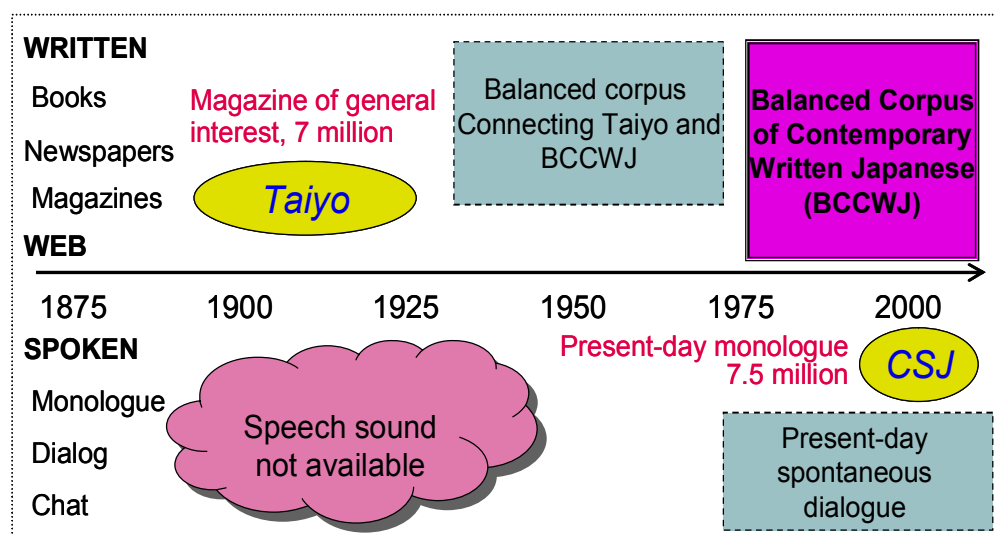 WRITTEN
Books
Newspapers
Magazines
WEB
Magazine of general
interest, 7 million
Taiyo
Balanced corpus
Connecting Taiyo and
BCCWJ
Balanced Corpus
of Contemporary
Written Japanese
(BCCWJ)
1875 1900 1925 1950 1975 2000
SPOKEN
Monologue
Dialog
Chat
Speech sound
not available
Present-day monologue
7.5 million
CSJ
Present-day
spontaneous
dialogue